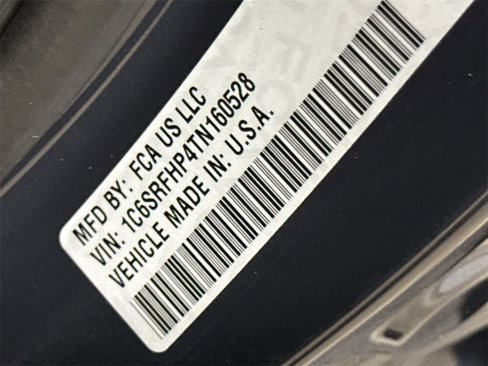 MFD BY: FCA US LLC
VIN: 1C6SRFHP4TN160528
VEHICLE MADE IN: U.S.A.